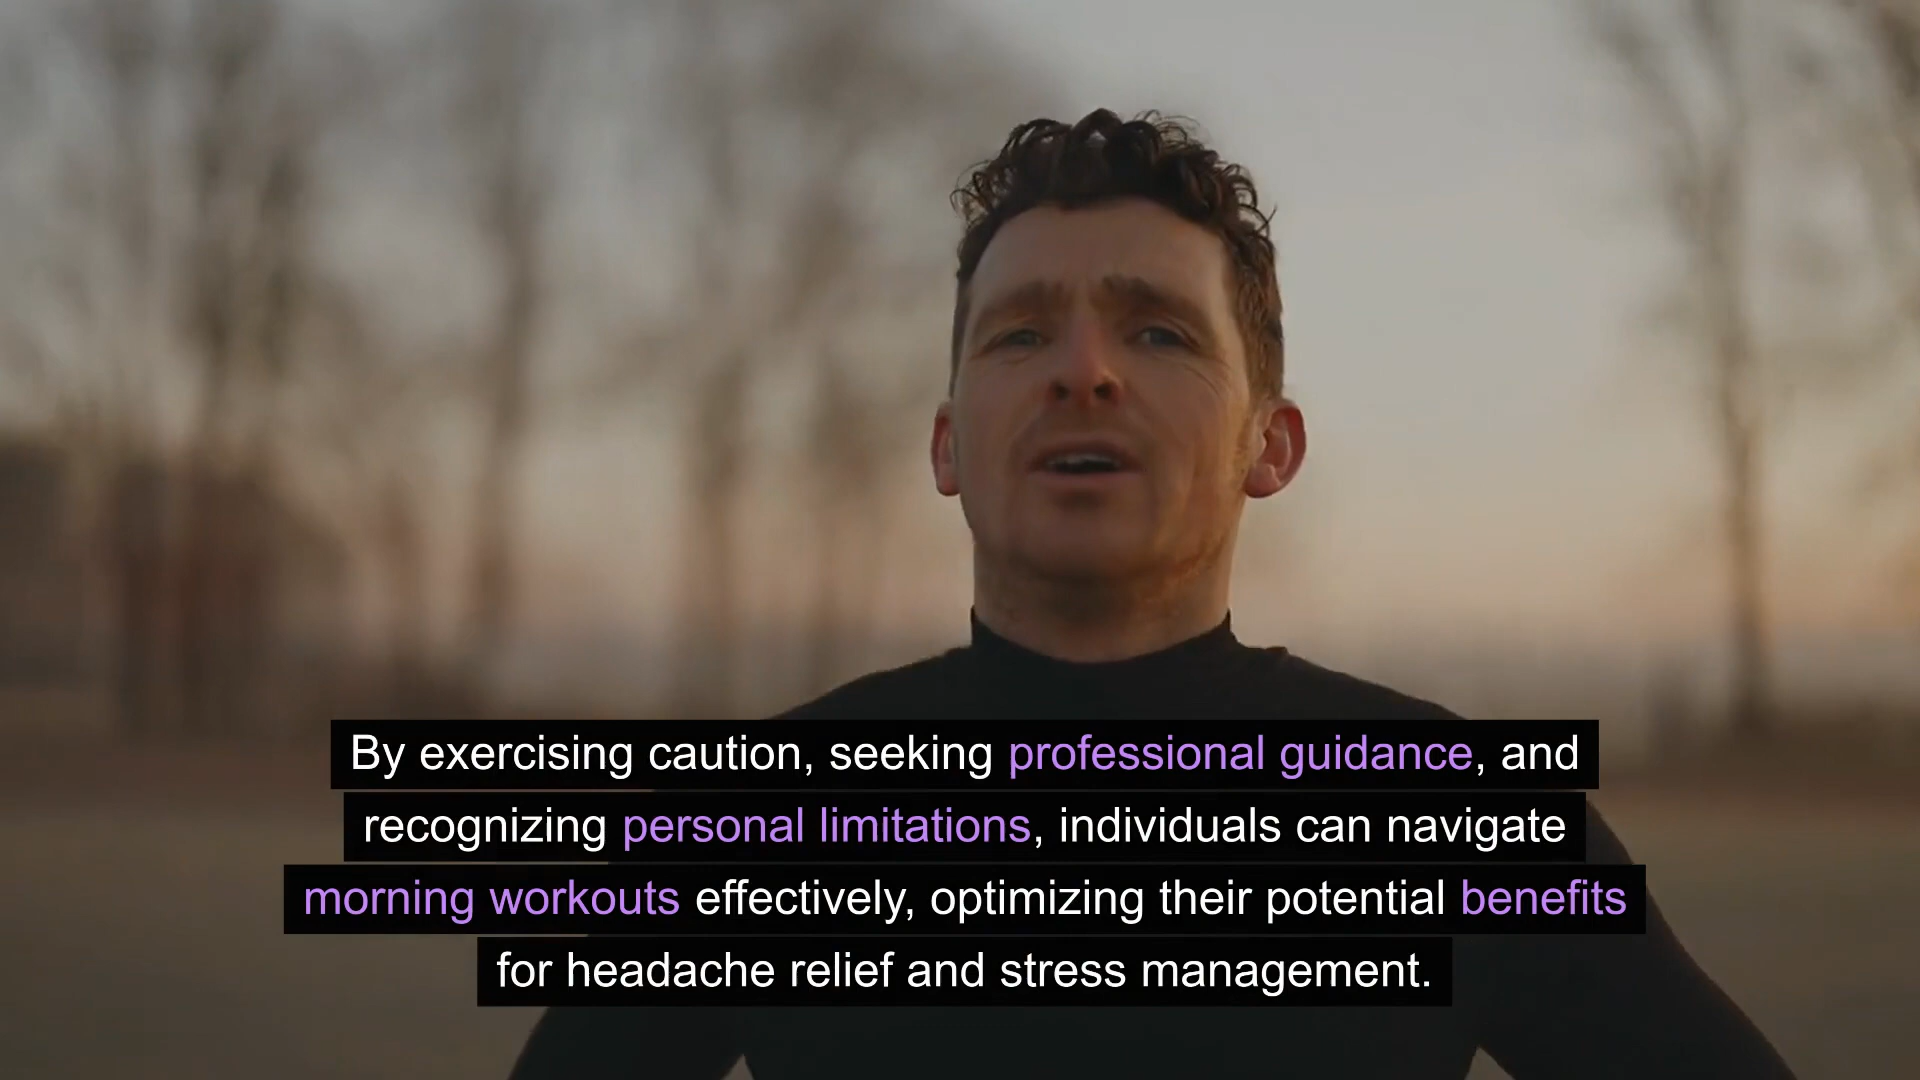 By exercising caution, seeking professional guidance, and
recognizing personal limitations, individuals can navigate
morning workouts effectively, optimizing their potential benefits
for headache relief and stress management.